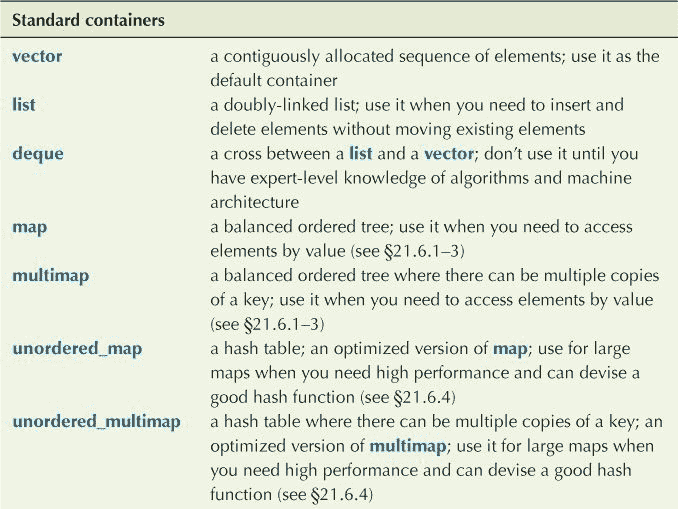 Standard containers
vector a contiguously allocated sequence of elements; use it as the
default container
list a doubly-linked list; use it when you need to insert and
delete elements without moving existing elements
deque a cross between a list and a vector; don’t use it until you
have expert-level knowledge of algorithms and machine
architecture
map a balanced ordered tree; use it when you need to access
elements by value (see §21.6.1–3)
multimap a balanced ordered tree where there can be multiple copies
of a key; use it when you need to access elements by value
(see §21.6.1–3)
unordered_map a hash table; an optimized version of map; use for large
maps when you need high performance and can devise a
good hash function (see §21.6.4)
unordered_multimap a hash table where there can be multiple copies of a key; an
optimized version of multimap; use it for large maps when
you need high performance and can devise a good hash
function (see §21.6.4)